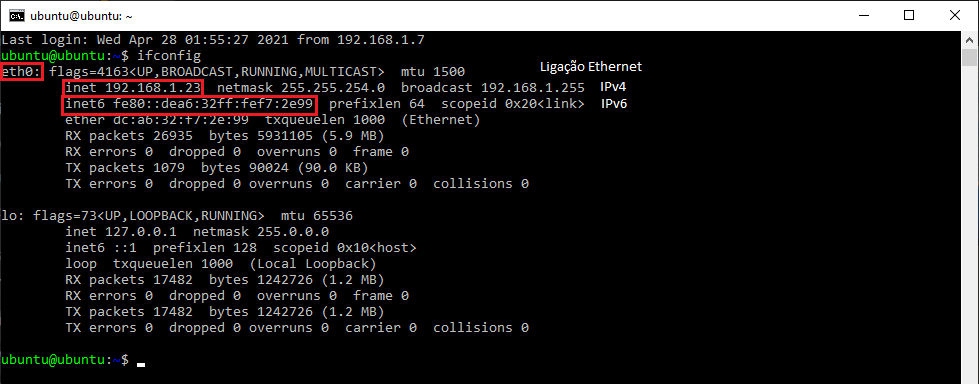 ubuntu@ubuntu: ~
Last login: Wed Apr 28 01:55:27 2021 from 192.168.1.7
ubuntu@ubuntu:~$ ifconfig
eth0: flags=4163<UP,BROADCAST,RUNNING,MULTICAST>  mtu 1500 Ligação Ethernet
inet 192.168.1.23  netmask 255.255.254.0  broadcast 192.168.1.255 IPv4
inet6 fe80::dea6:32ff:fef7:2e99  prefixlen 64  scopeid 0x20<link> IPv6
ether dc:a6:32:f7:2e:99  txqueuelen 1000  (Ethernet)
RX packets 26935  bytes 5931105 (5.9 MB)
RX errors 0  dropped 0  overruns 0  frame 0
TX packets 1079  bytes 90024 (90.0 KB)
TX errors 0  dropped 0 overruns 0  carrier 0  collisions 0
lo: flags=73<UP,LOOPBACK,RUNNING>  mtu 65536
inet 127.0.0.1  netmask 255.0.0.0
inet6 ::1  prefixlen 128  scopeid 0x10<host>
loop  txqueuelen 1000  (Local Loopback)
RX packets 17482  bytes 1242726 (1.2 MB)
RX errors 0  dropped 0  overruns 0  frame 0
TX packets 17482  bytes 1242726 (1.2 MB)
TX errors 0  dropped 0 overruns 0  carrier 0  collisions 0
ubuntu@ubuntu:~$